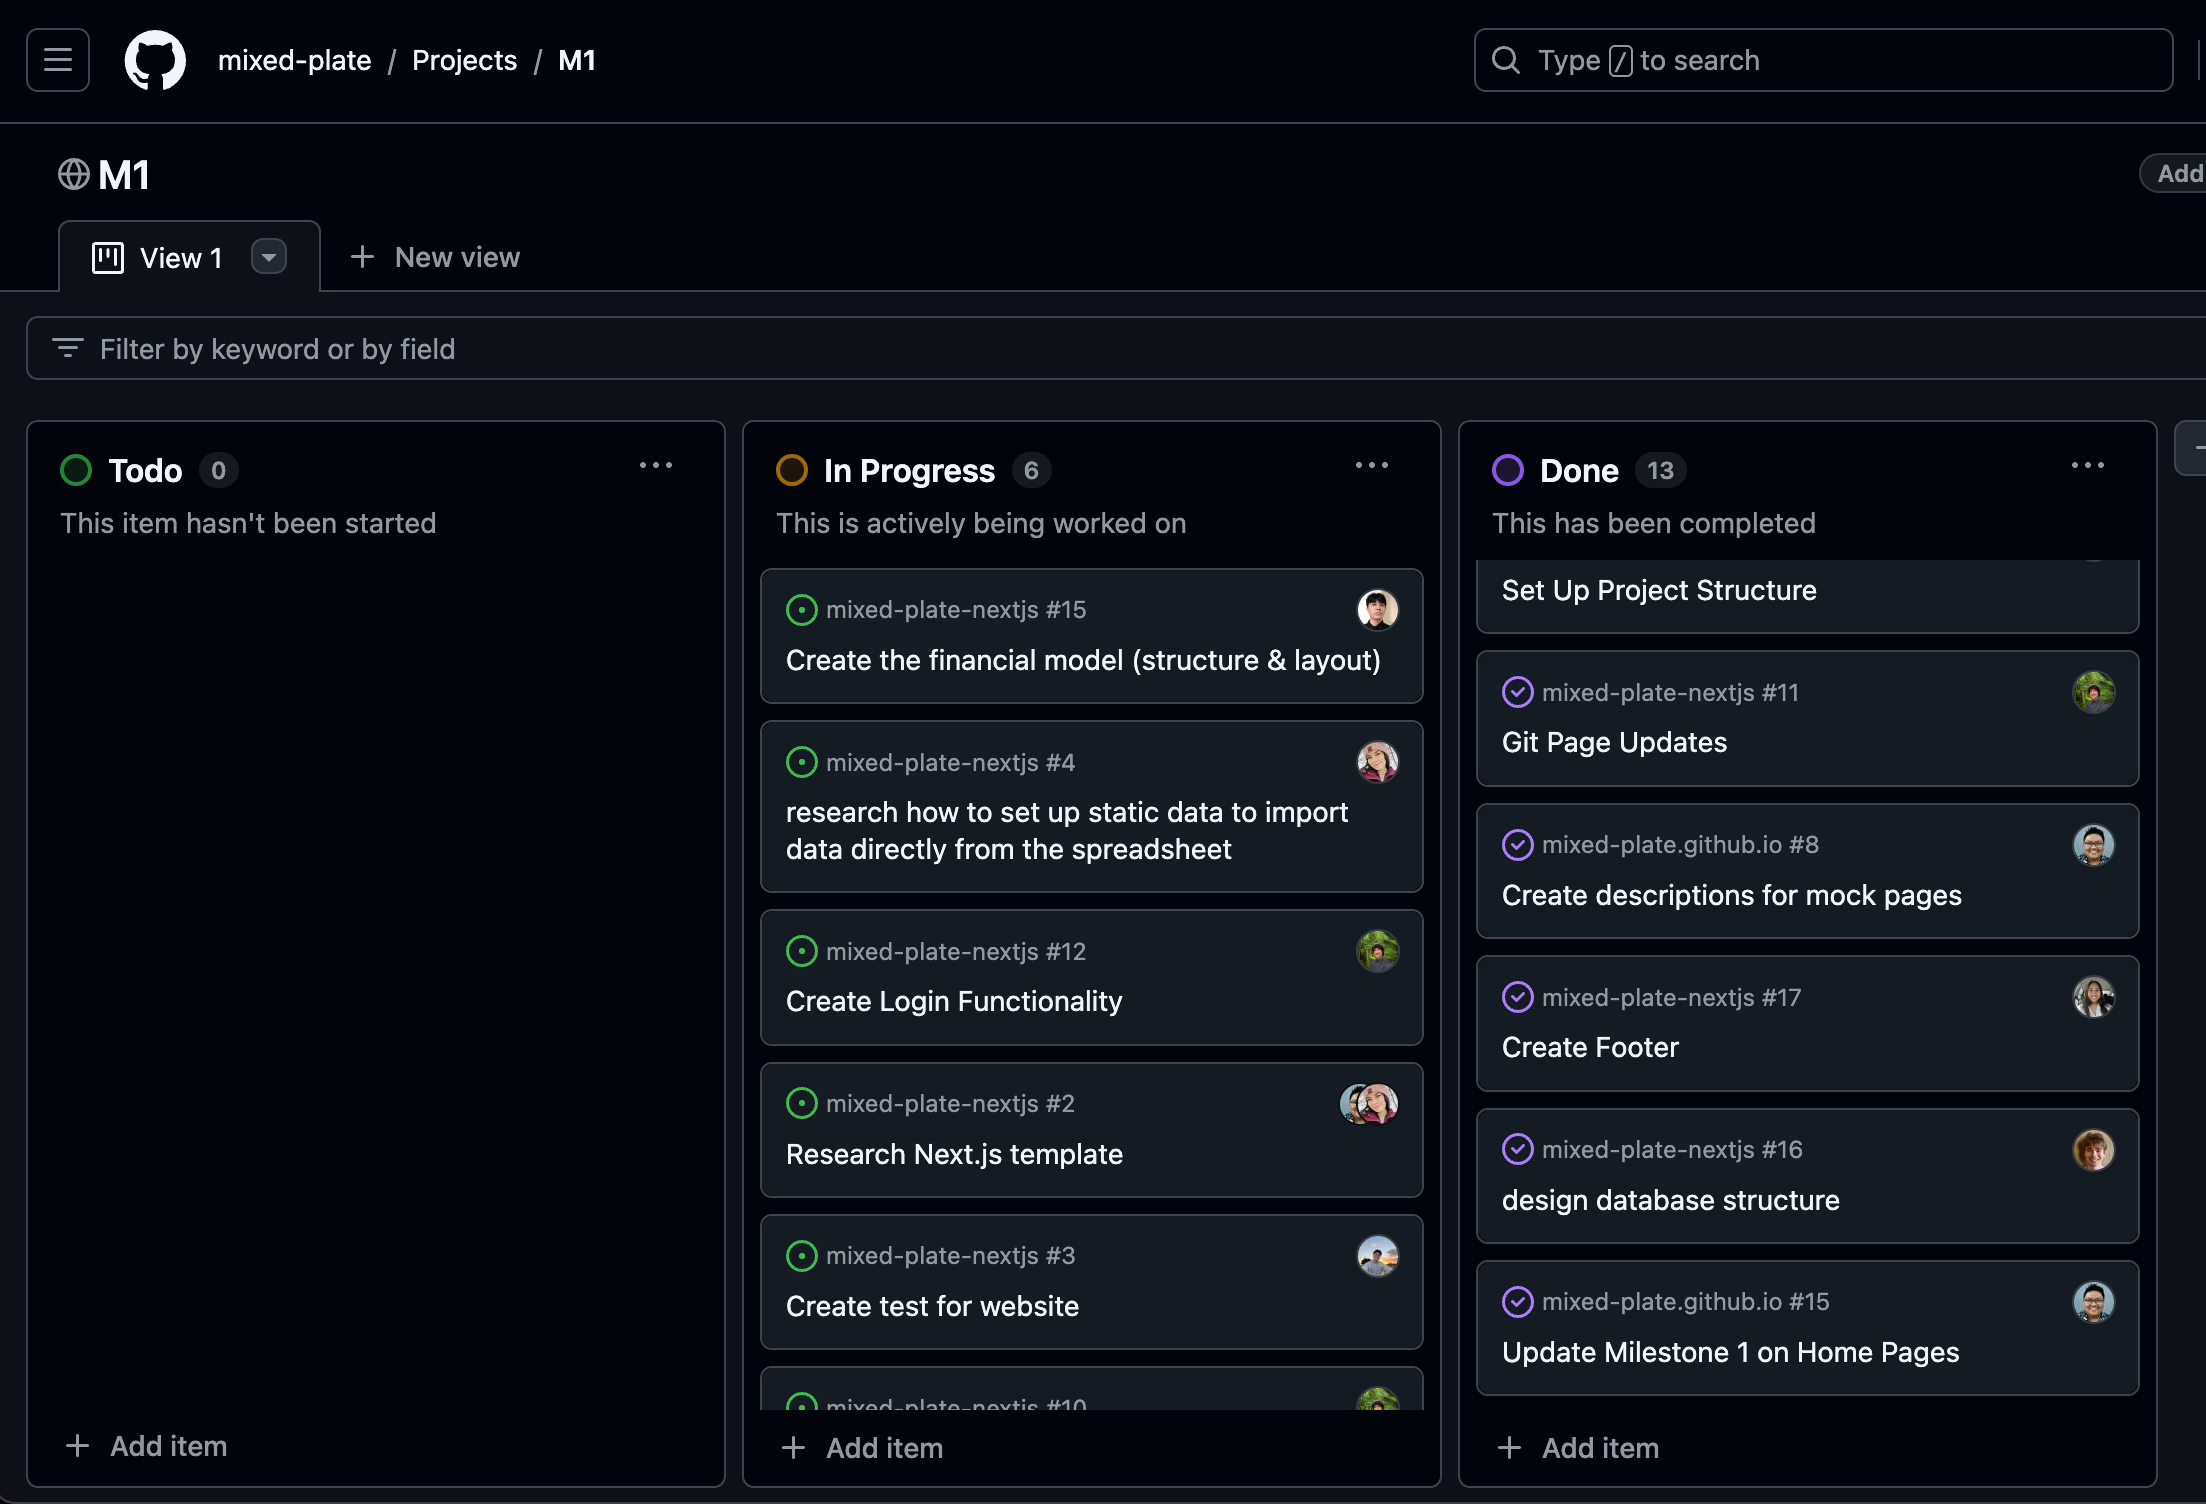 mixed-plate / Projects / M1
Type / to search
M1
Add
View 1
New view
Filter by keyword or by field
Todo 0
This item hasn't been started
Add item
In Progress 6
This is actively being worked on
mixed-plate-nextjs #15
Create the financial model (structure & layout)
mixed-plate-nextjs #4
research how to set up static data to import
data directly from the spreadsheet
mixed-plate-nextjs #12
Create Login Functionality
mixed-plate-nextjs #2
Research Next.js template
mixed-plate-nextjs #3
Create test for website
mixed-plate-nextjs #10
Add item
Done 13
This has been completed
Set Up Project Structure
mixed-plate-nextjs #11
Git Page Updates
mixed-plate.github.io #8
Create descriptions for mock pages
mixed-plate-nextjs #17
Create Footer
mixed-plate-nextjs #16
design database structure
mixed-plate.github.io #15
Update Milestone 1 on Home Pages
Add item